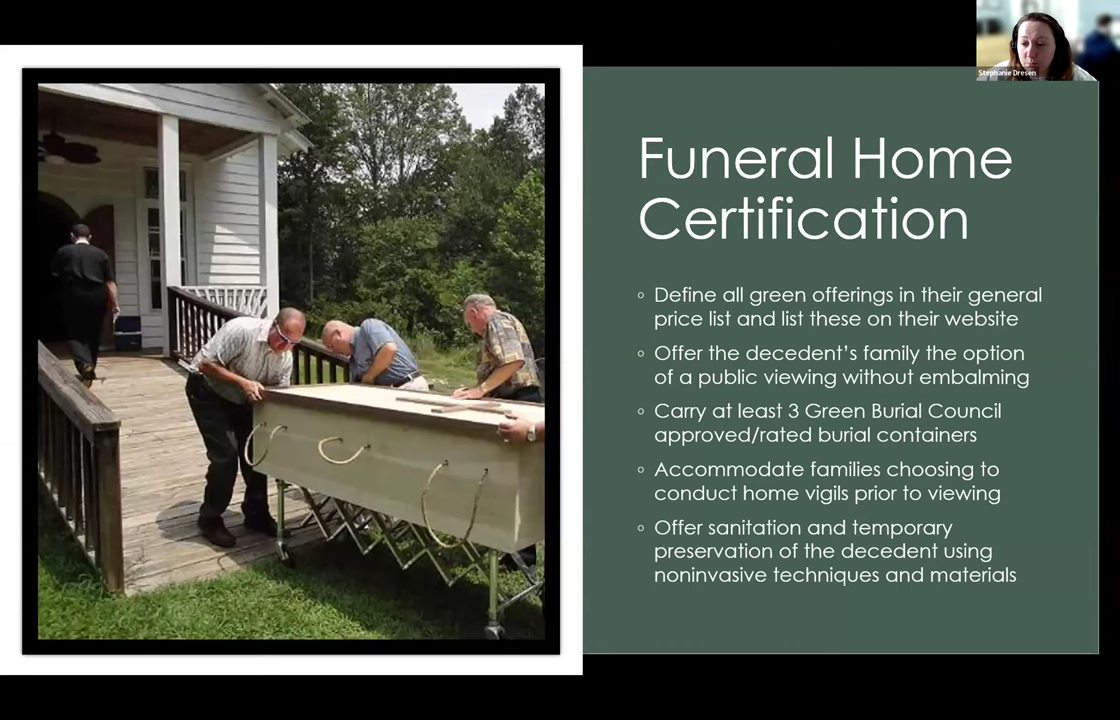 Stephanie Dresen
Funeral Home
Certification
Define all green offerings in their general
price list and list these on their website
Offer the decedent’s family the option
of a public viewing without embalming
Carry at least 3 Green Burial Council
approved/rated burial containers
Accommodate families choosing to
conduct home vigils prior to viewing
Offer sanitation and temporary
preservation of the decedent using
noninvasive techniques and materials